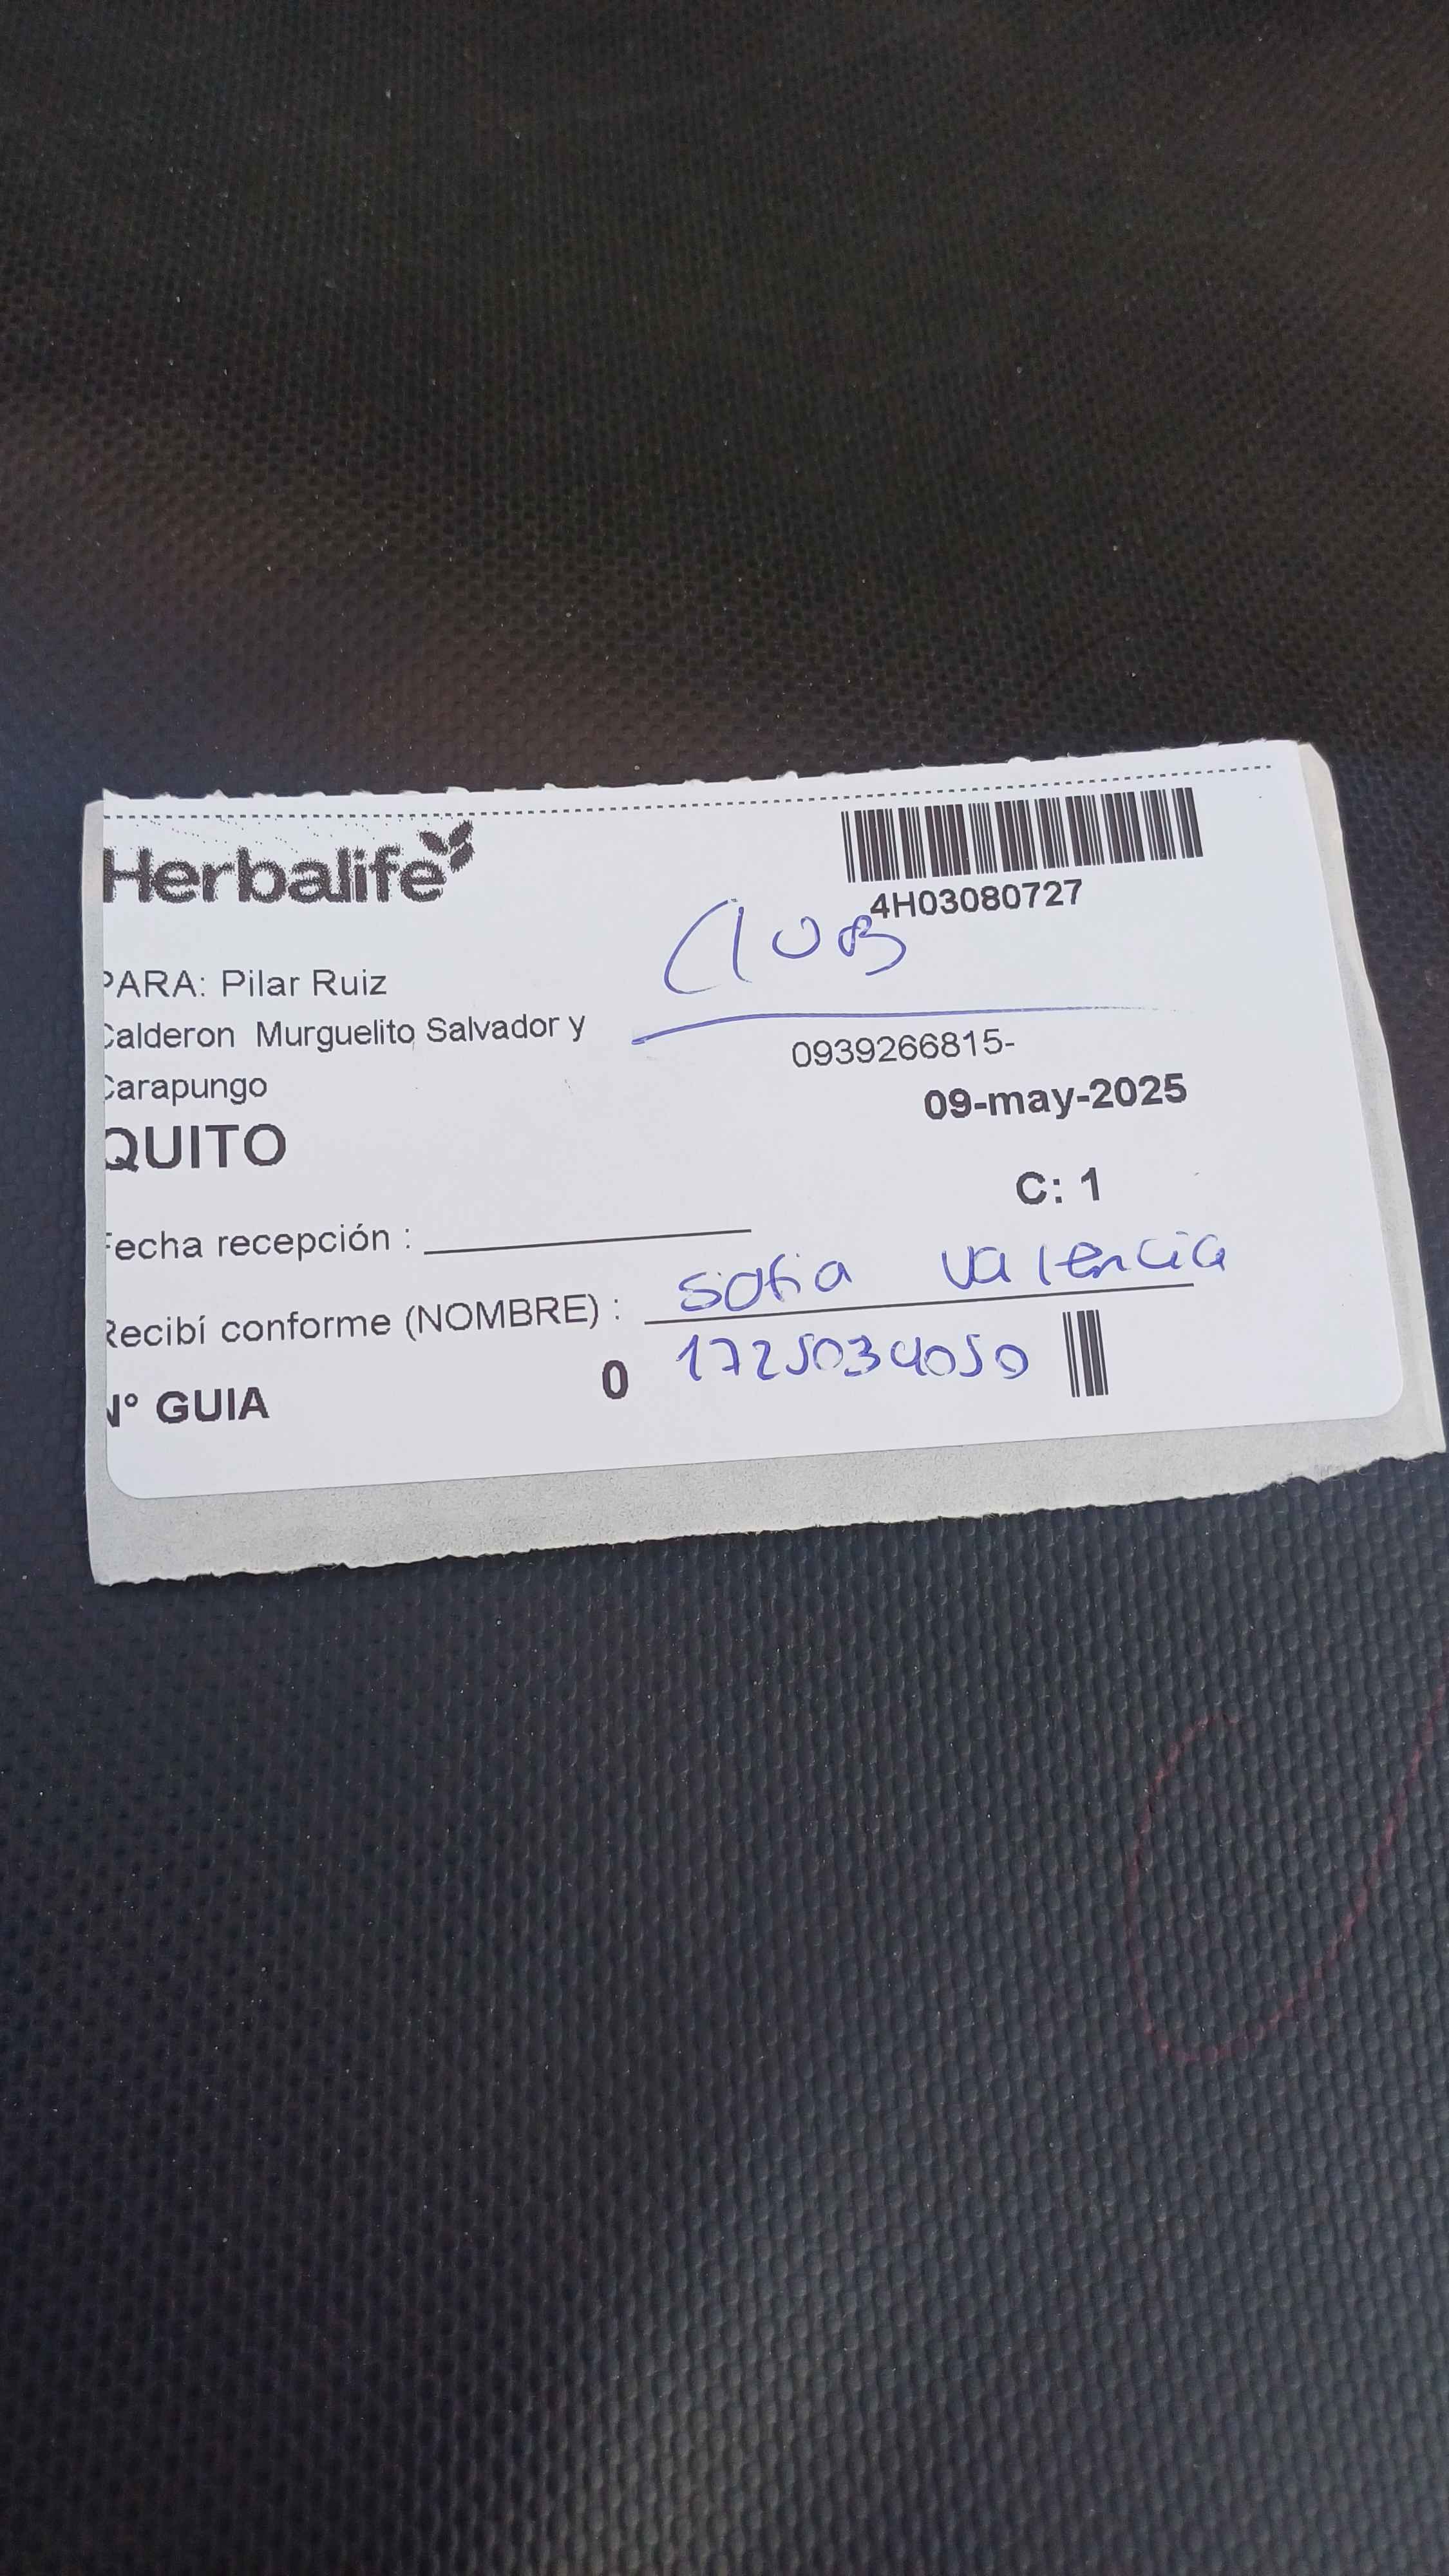 Herbalife
4H03080727
Club
PARA: Pilar Ruiz
Calderon Murguelito Salvador y
Carapungo
0939266815-
QUITO
09-may-2025
C: 1
Fecha recepción :
Recibí conforme (NOMBRE) : Sofia Valencia
N° GUIA 0 1725034050